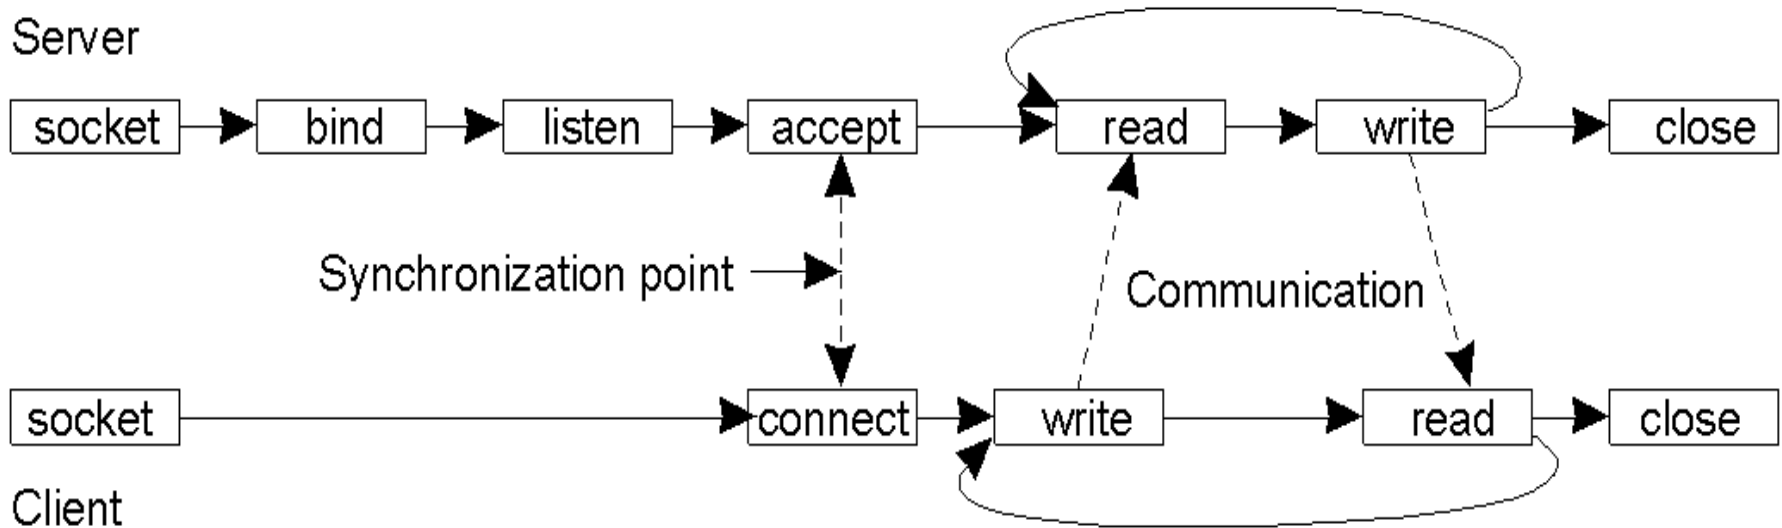 Server
socket bind listen accept read write close
Synchronization point
Communication
socket connect write read close
Client